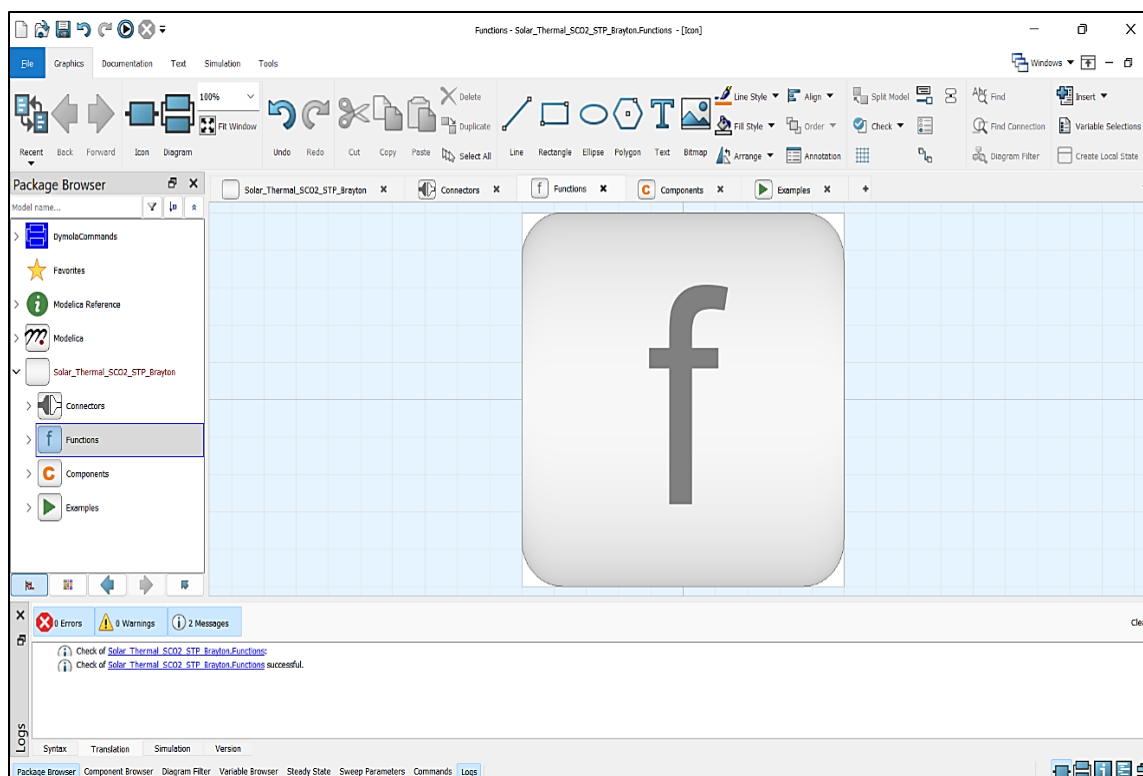 Functions - Solar_Thermal_SCO2_STP_Brayton.Functions - [Icon]
File Graphics Documentation Text Simulation Tools
Windows
100%
Fit Window
Delete
Duplicate
Select All
Line Style
Fill Style
Arrange
Align
Order
Annotation
Split Model
Check
Abc Find
Find Connection
Diagram Filter
Insert
Variable Selections
Create Local State
Recent Back Forward Icon Diagram Undo Redo Cut Copy Paste Line Rectangle Ellipse Polygon Text Bitmap
Package Browser
Model name...
Solar_Thermal_SCO2_STP_Brayton Connectors f Functions C Components Examples
DymolaCommands
Favorites
i Modelica Reference
m Modelica
Solar_Thermal_SCO2_STP_Brayton
Connectors
f Functions
C Components
Examples
f
0 Errors 0 Warnings 2 Messages
Clea
Check of Solar_Thermal_SCO2_STP_Brayton.Functions:
Check of Solar_Thermal_SCO2_STP_Brayton.Functions successful.
Logs
Syntax Translation Simulation Version
Package Browser Component Browser Diagram Filter Variable Browser Steady State Sweep Parameters Commands Logs